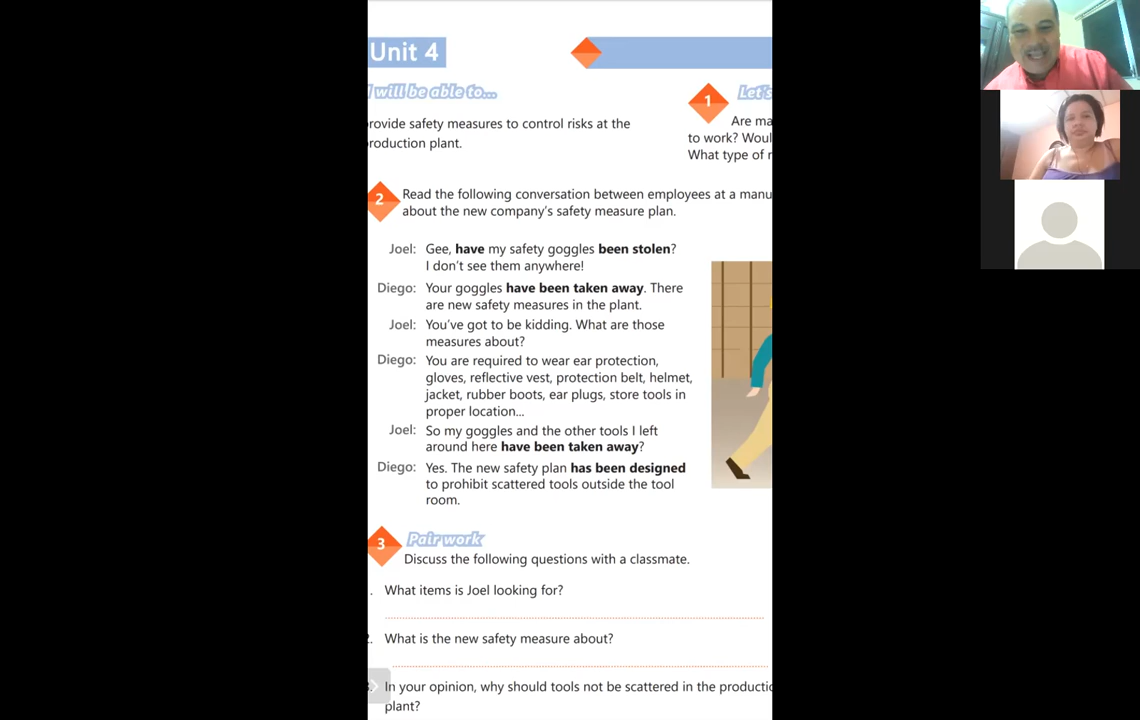 Unit 4
I will be able to...
rovide safety measures to control risks at the
roduction plant.
1
Let's
Are ma
to work? Woul
What type of r
2
Read the following conversation between employees at a manu
about the new company's safety measure plan.
Joel: Gee, have my safety goggles been stolen?
I don't see them anywhere!
Diego: Your goggles have been taken away. There
are new safety measures in the plant.
Joel: You've got to be kidding. What are those
measures about?
Diego: You are required to wear ear protection,
gloves, reflective vest, protection belt, helmet,
jacket, rubber boots, ear plugs, store tools in
proper location...
Joel: So my goggles and the other tools I left
around here have been taken away?
Diego: Yes. The new safety plan has been designed
to prohibit scattered tools outside the tool
room.
3
Pair work
Discuss the following questions with a classmate.
. What items is Joel looking for?
2. What is the new safety measure about?
In your opinion, why should tools not be scattered in the productio
plant?